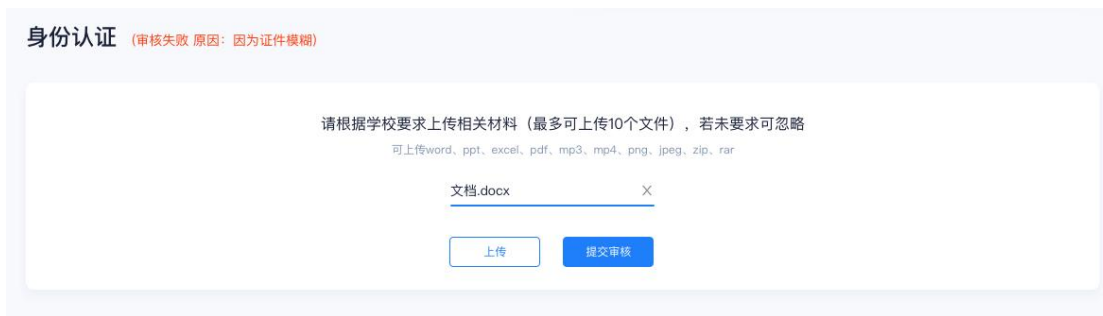 身份认证 (审核失败 原因：因为证件模糊)
请根据学校要求上传相关材料（最多可上传10个文件），若未要求可忽略
可上传word、ppt、excel、pdf、mp3、mp4、png、jpeg、zip、rar
文档.docx
上传 提交审核